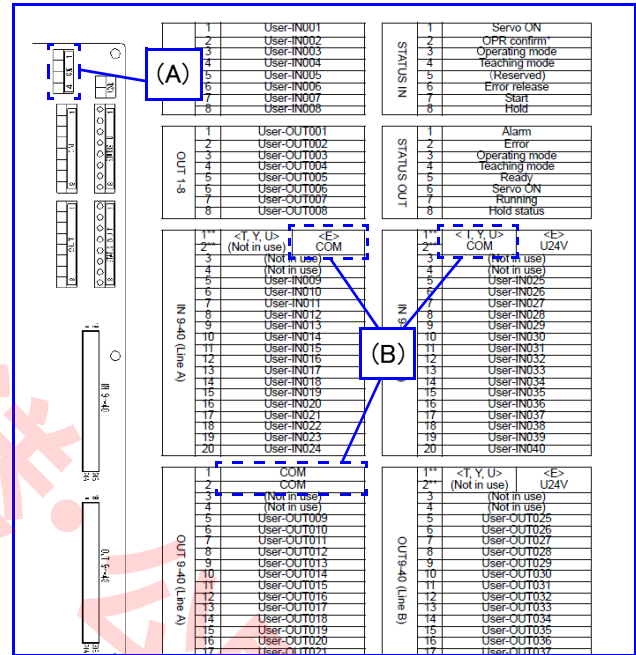 (A)
1 User-IN001
2 User-IN002
3 User-IN003
4 User-IN004
5 User-IN005
6 User-IN006
7 User-IN007
8 User-IN008
STATUS IN
1 Servo ON
2 OPR confirm*
3 Operating mode
4 Teaching mode
5 (Reserved)
6 Error release
7 Start
8 Hold
OUT 1-8
1 User-OUT001
2 User-OUT002
3 User-OUT003
4 User-OUT004
5 User-OUT005
6 User-OUT006
7 User-OUT007
8 User-OUT008
STATUS OUT
1 Alarm
2 Error
3 Operating mode
4 Teaching mode
5 Ready
6 Servo ON
7 Running
8 Hold status
IN 9-40 (Line A)
1** <T, Y, U> <E>
2** (Not in use) COM
3 (Not in use)
4 (Not in use)
5 User-IN009
6 User-IN010
7 User-IN011
8 User-IN012
9 User-IN013
10 User-IN014
11 User-IN015
12 User-IN016
13 User-IN017
14 User-IN018
15 User-IN019
16 User-IN020
17 User-IN021
18 User-IN022
19 User-IN023
20 User-IN024
(B)
1** Y, U> <E>
2** COM U24V
3 (Not in use)
4 (Not in use)
5 User-IN025
6 User-IN026
7 User-IN027
8 User-IN028
9 User-IN029
10 User-IN030
11 User-IN031
12 User-IN032
13 User-IN033
14 User-IN034
15 User-IN035
16 User-IN036
17 User-IN037
18 User-IN038
19 User-IN039
20 User-IN040
OUT 9-40 (Line A)
1 COM
2 COM
3 (Not in use)
4 (Not in use)
5 User-OUT009
6 User-OUT010
7 User-OUT011
8 User-OUT012
9 User-OUT013
10 User-OUT014
11 User-OUT015
12 User-OUT016
13 User-OUT017
14 User-OUT018
15 User-OUT019
16 User-OUT020
17 User-OUT021
OUT9-40 (Line B)
1** <T, Y, U> <E>
2** (Not in use) U24V
3 (Not in use)
4 (Not in use)
5 User-OUT025
6 User-OUT026
7 User-OUT027
8 User-OUT028
9 User-OUT029
10 User-OUT030
11 User-OUT031
12 User-OUT032
13 User-OUT033
14 User-OUT034
15 User-OUT035
16 User-OUT036
17 User-OUT037